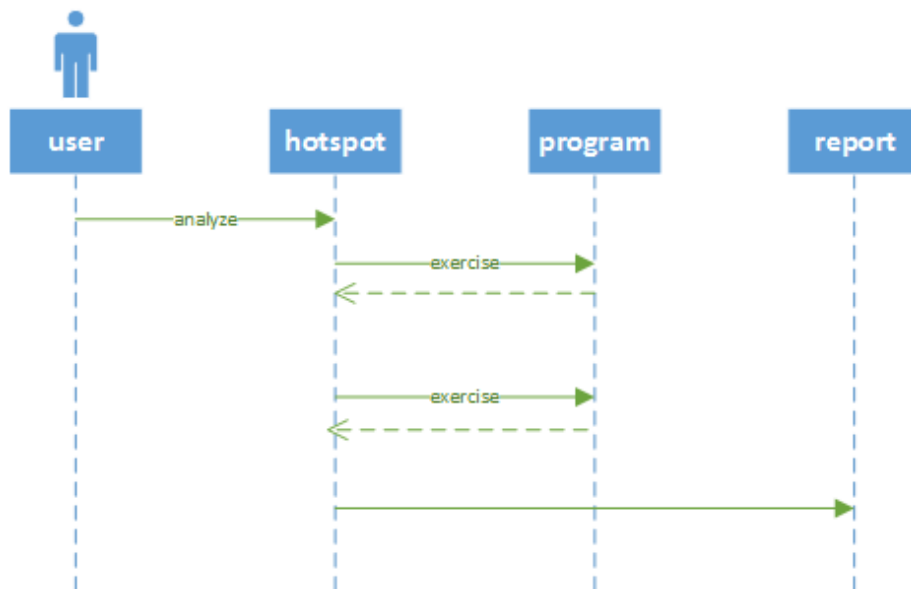 user
hotspot
program
report
analyze
exercise
exercise